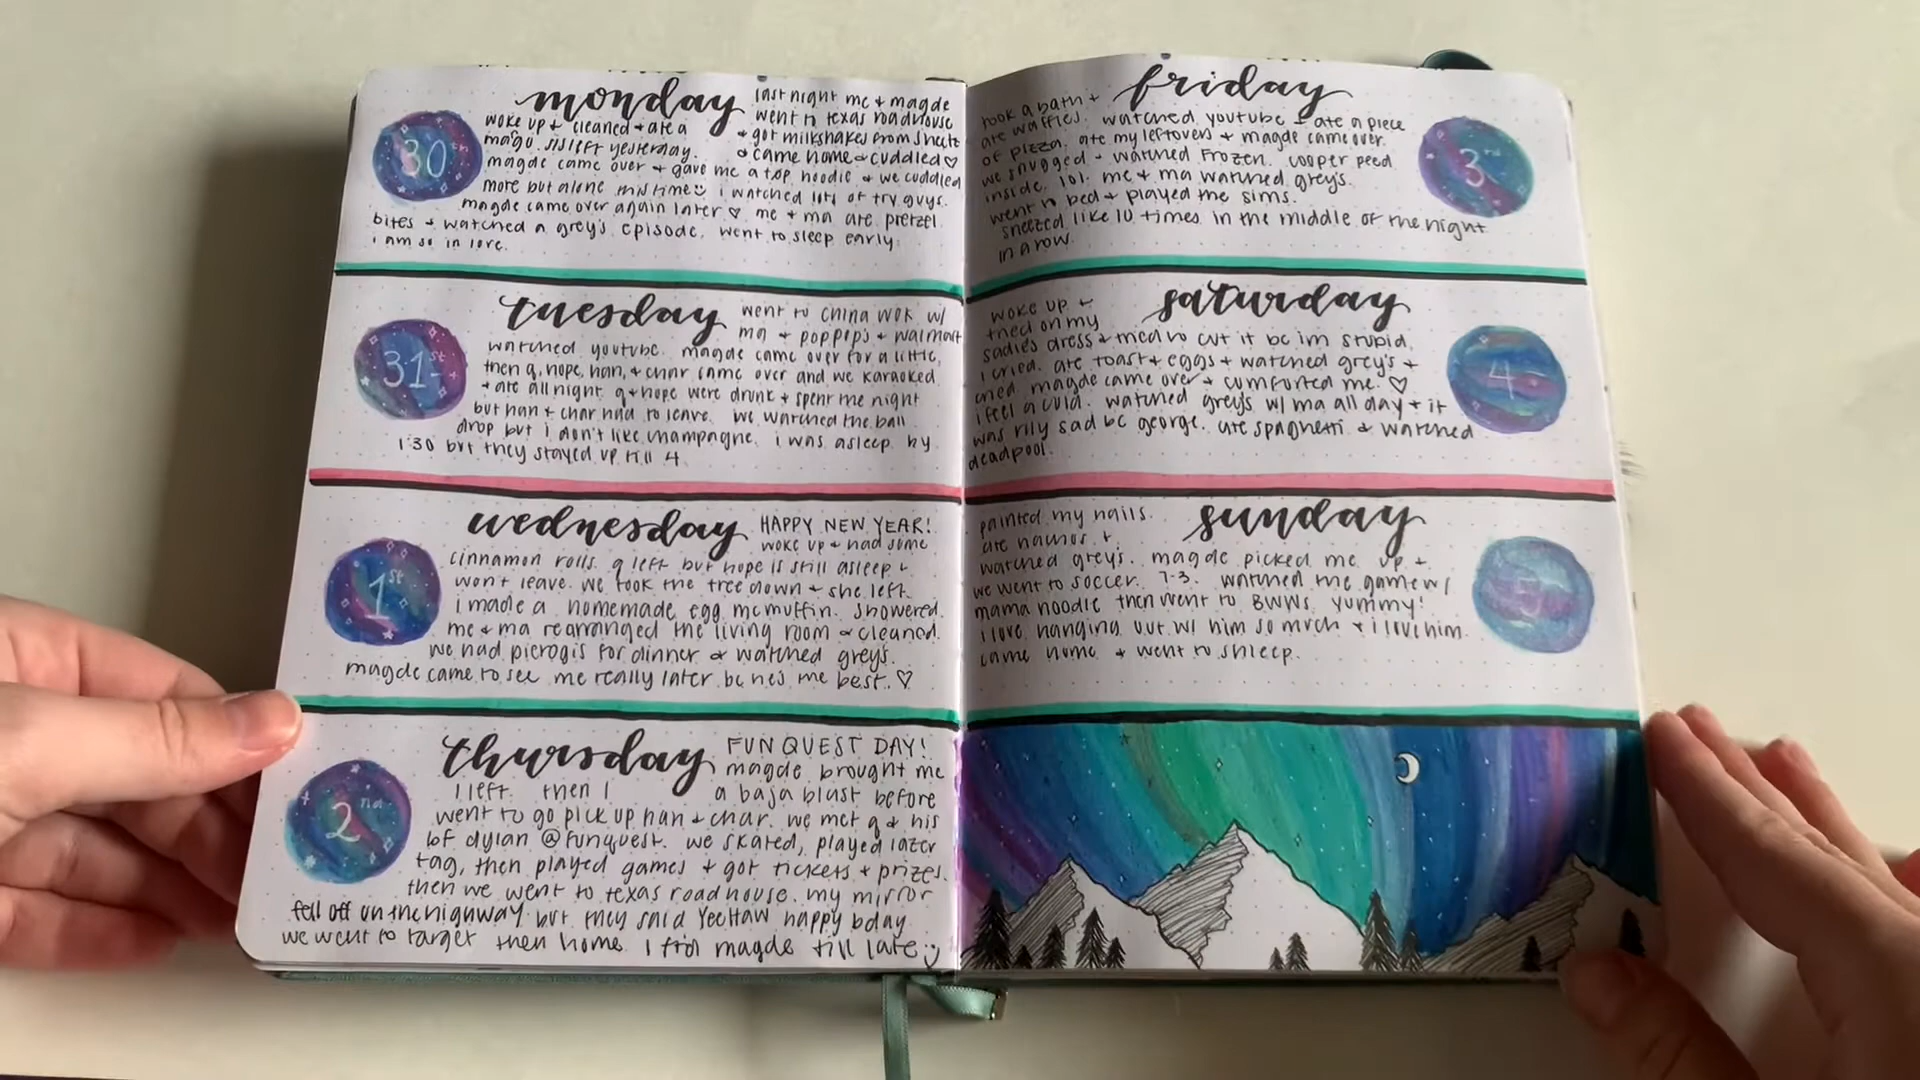 monday
last night me + magde
went to texas roadhouse
+ got milkshakes from sheetz
+ came home + cuddled ♡
30th
woke up + cleaned + ate a
sis left yesterday.
magde came over + gave me a top hoodie + we cuddled
more but alone this time i watched lots of try guys.
magde came over again later ♡ me + ma ate pretzel
bites + watched a grey's episode. went to sleep early.
i am so in love.
tuesday
went to china wok w/
ma + poppep's + walmart
31st
watched youtube. magde came over for a little,
then q, hope, han, + char came over and we karaoked
+ ate all night. q + hope were drunk + spent the night
but han + char had to leave. we watched the ball
drop but i don't like champagne. i was asleep by
1:30 but they stayed up till 4.
wednesday
HAPPY NEW YEAR!
woke up + had some
1st
cinnamon rolls. q left but hope is still asleep +
won't leave. we took the tree down + she left.
i made a homemade egg mcmuffin. showered.
me + ma rearranged the living room + cleaned.
we had pierogis for dinner + watched grey's.
magde came to see me really later bc he's the best. ♡
thursday
FUN QUEST DAY!
magde brought me
a baja blast before
2nd
i left. then i
went to go pick up han + char. we met q + his
bf dylan @ funquest. we skated, played lazer
tag, then played games + got tickets + prizes.
then we went to texas roadhouse. my mirror
fell off on the highway but they said YeeHaw happy bday
we went to target then home. I ftd magde till late :)
friday
took a bath +
ate waffles. watched youtube + ate a piece
of pizza. ate my leftovers + magde came over.
we snugged + watched Frozen. cooper peed
inside. lol. me + ma watched grey's.
went to bed + played the sims.
sneezed like 10 times in the middle of the night
in a row.
3rd
saturday
woke up +
tried on my
sadies dress + tried to cut it bc im stupid.
i cried. ate toast + eggs + watched grey's +
cried. magde came over + comforted me. ♡
i feel a cold. watched grey's w/ ma all day + it
was rlly sad bc george. ate spaghetti + watched
deadpool.
4th
sunday
painted my nails.
ate nachos +
watched grey's. magde picked me up +
we went to soccer. 7-3. watched the game w/
mama noodle then went to BWWs. yummy!
i love hanging out w/ him so much + i love him.
came home + went to shleep.
5